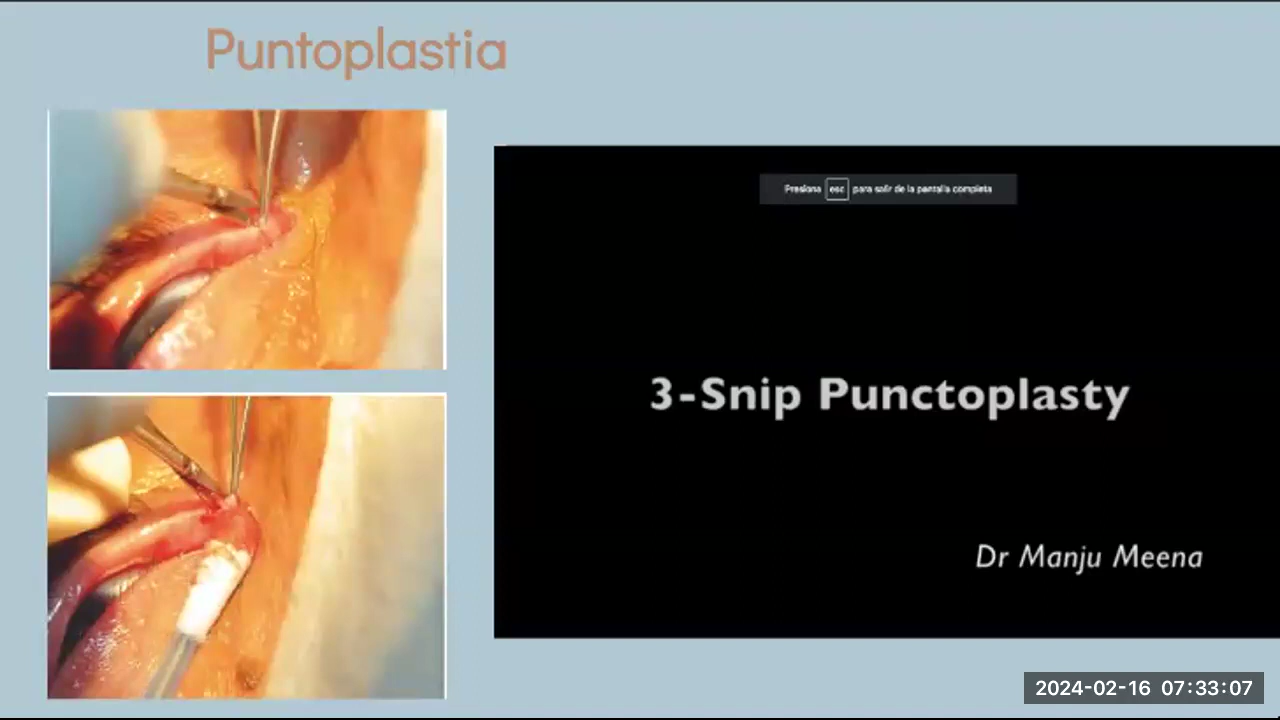 Puntoplastia
Presiona esc para salir de la pantalla completa
3-Snip Punctoplasty
Dr Manju Meena
2024-02-16 07:33:07